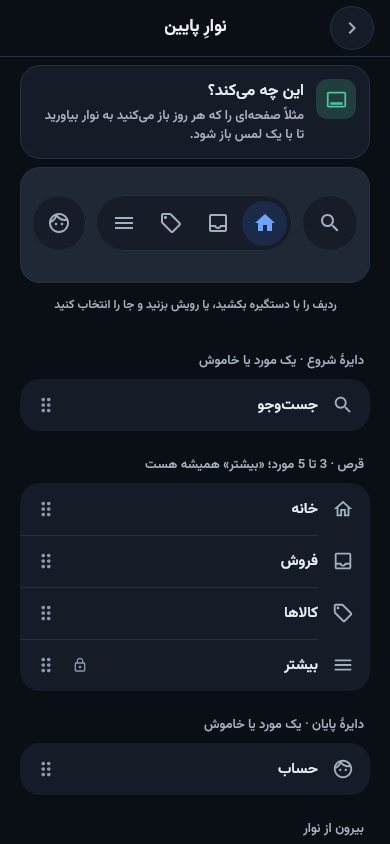 نوارِ پایین
این چه می‌کند؟
مثلاً صفحه‌ای را که هر روز باز می‌کنید به نوار بیاورید
تا با یک لمس باز شود.
ردیف را با دستگیره بکشید، یا رویش بزنید و جا را انتخاب کنید
دایرهٔ شروع · یک مورد یا خاموش
جست‌وجو
قرص · 3 تا 5 مورد؛ «بیشتر» همیشه هست
خانه
فروش
کالاها
بیشتر
دایرهٔ پایان · یک مورد یا خاموش
حساب
بیرون از نوار